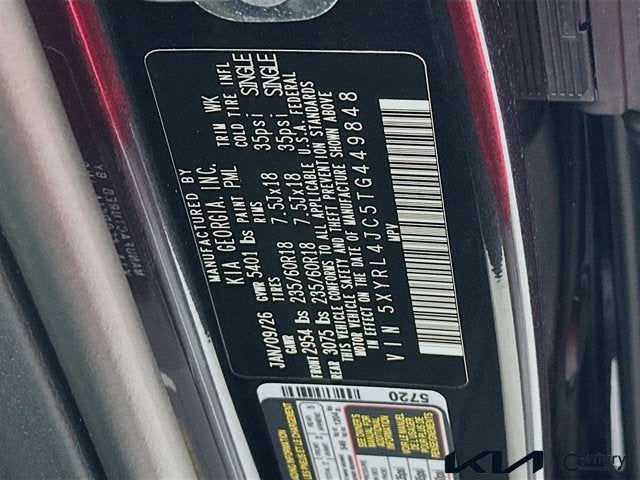 MANUFACTURED BY
KIA GEORGIA, INC.
JAN/09/26 GVWR 5401 lbs PAINT PML TRIM WK
GAWR TIRES RIMS COLD TIRE INFL
FRONT 2954 lbs 235/60R18 7.5Jx18 35psi SINGLE
REAR 3075 lbs 235/60R18 7.5Jx18 35psi SINGLE
THIS VEHICLE CONFORMS TO ALL APPLICABLE U.S.A. FEDERAL
MOTOR VEHICLE SAFETY AND THEFT PREVENTION STANDARDS
IN EFFECT ON THE DATE OF MANUFACTURE SHOWN ABOVE
VIN 5XYRL4JC5TG449848
MPV
5720
KIA
Century